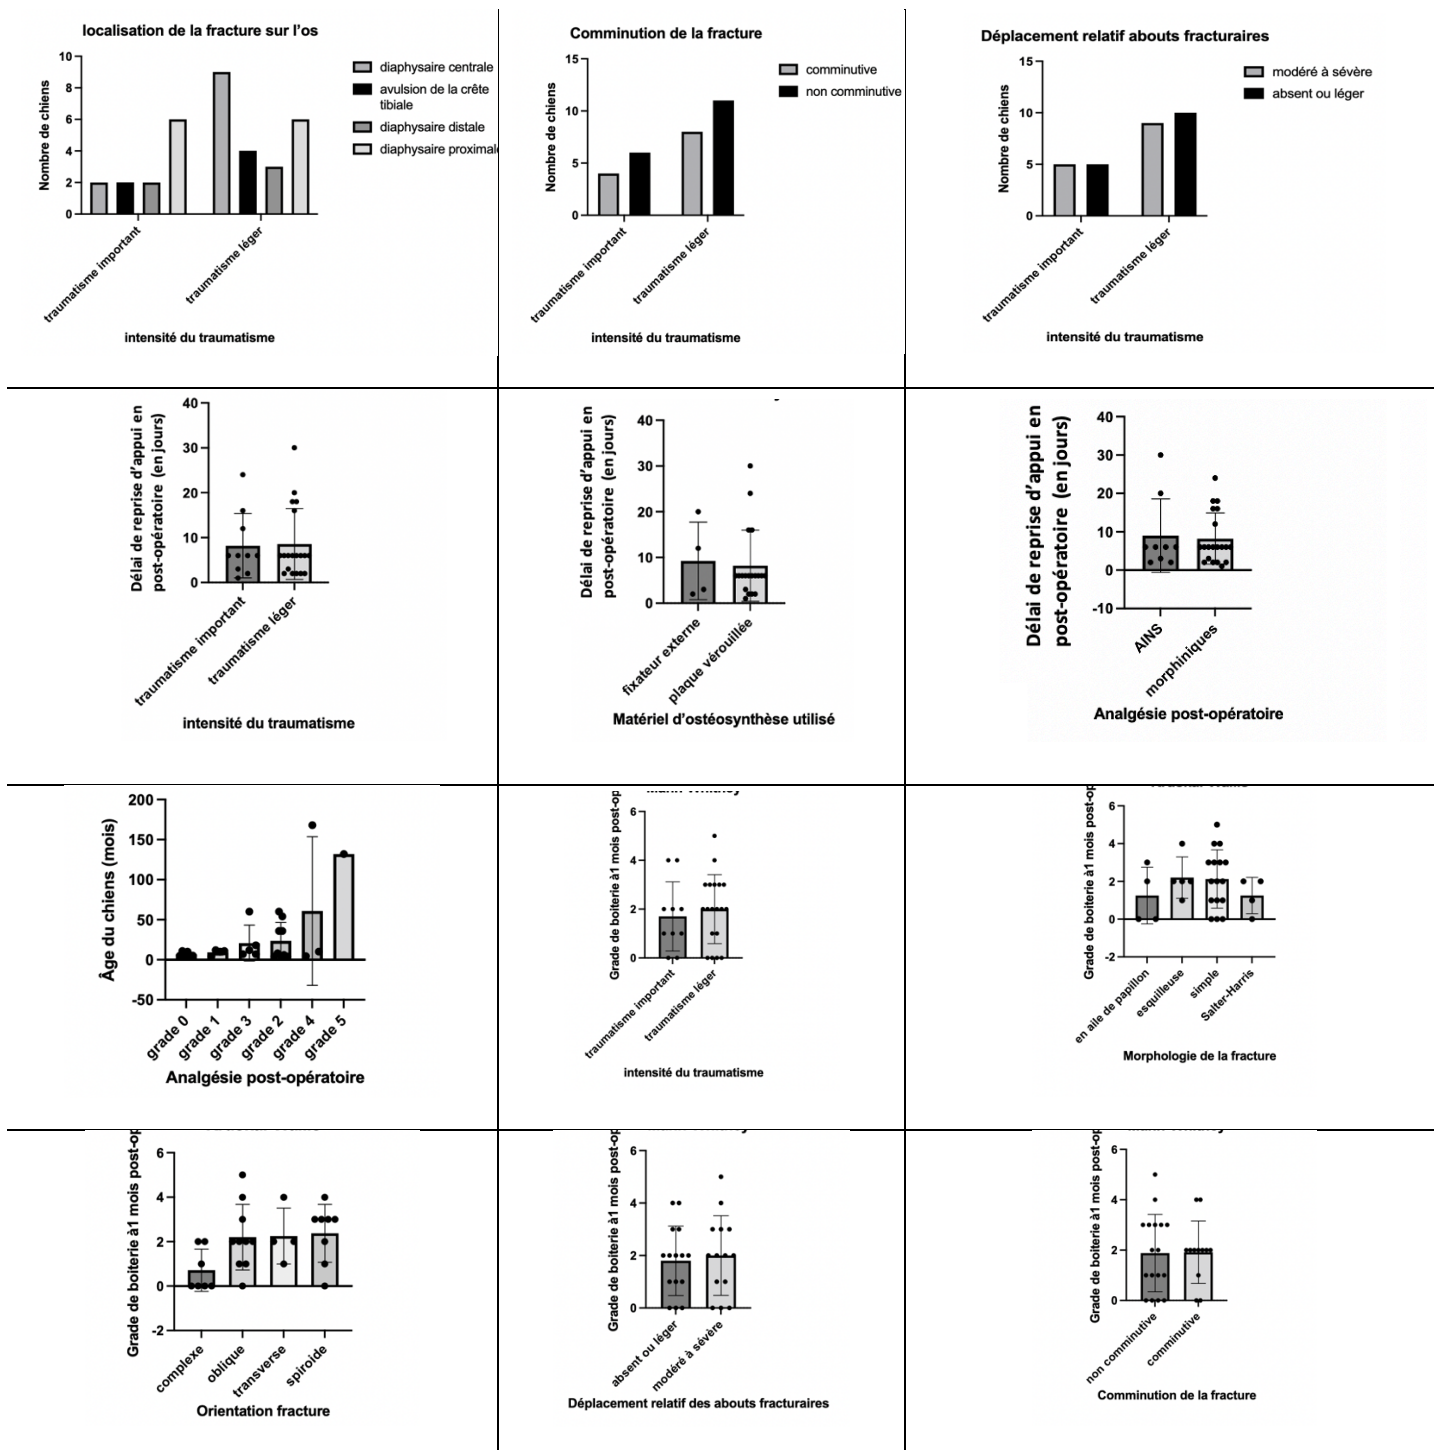 localisation de la fracture sur l'os
10
8
6
4
2
0
Nombre de chiens
diaphysaire centrale
avulsion de la crête
tibiale
diaphysaire distale
diaphysaire proximale
traumatisme important
traumatisme léger
intensité du traumatisme
Comminution de la fracture
15
10
5
0
Nombre de chiens
comminutive
non comminutive
traumatisme important
traumatisme léger
intensité du traumatisme
Déplacement relatif abouts fracturaires
15
10
5
0
Nombre de chiens
modéré à sévère
absent ou léger
traumatisme important
traumatisme léger
intensité du traumatisme
Délai de reprise d'appui en
post-opératoire (en jours)
40
30
20
10
0
traumatisme important
traumatisme léger
intensité du traumatisme
Délai de reprise d'appui en
post-opératoire (en jours)
40
30
20
10
0
fixateur externe
plaque vérouillée
Matériel d'ostéosynthèse utilisé
Délai de reprise d'appui en
post-opératoire (en jours)
40
30
20
10
0
-10
AINS
morphiniques
Analgésie post-opératoire
Âge du chiens (mois)
200
150
100
50
0
-50
grade 0
grade 1
grade 3
grade 2
grade 4
grade 5
Analgésie post-opératoire
Grade de boiterie à1 mois post-op
6
4
2
0
traumatisme important
traumatisme léger
intensité du traumatisme
Grade de boiterie à1 mois post-op
6
4
2
0
-2
en aile de papillon
esquilleuse
simple
Salter-Harris
Morphologie de la fracture
Grade de boiterie à1 mois post-op
6
4
2
0
-2
complexe
oblique
transverse
spiroide
Orientation fracture
Grade de boiterie à1 mois post-op
6
4
2
0
absent ou léger
modéré à sévère
Déplacement relatif des abouts fracturaires
Grade de boiterie à1 mois post-op
6
4
2
0
non comminutive
comminutive
Comminution de la fracture